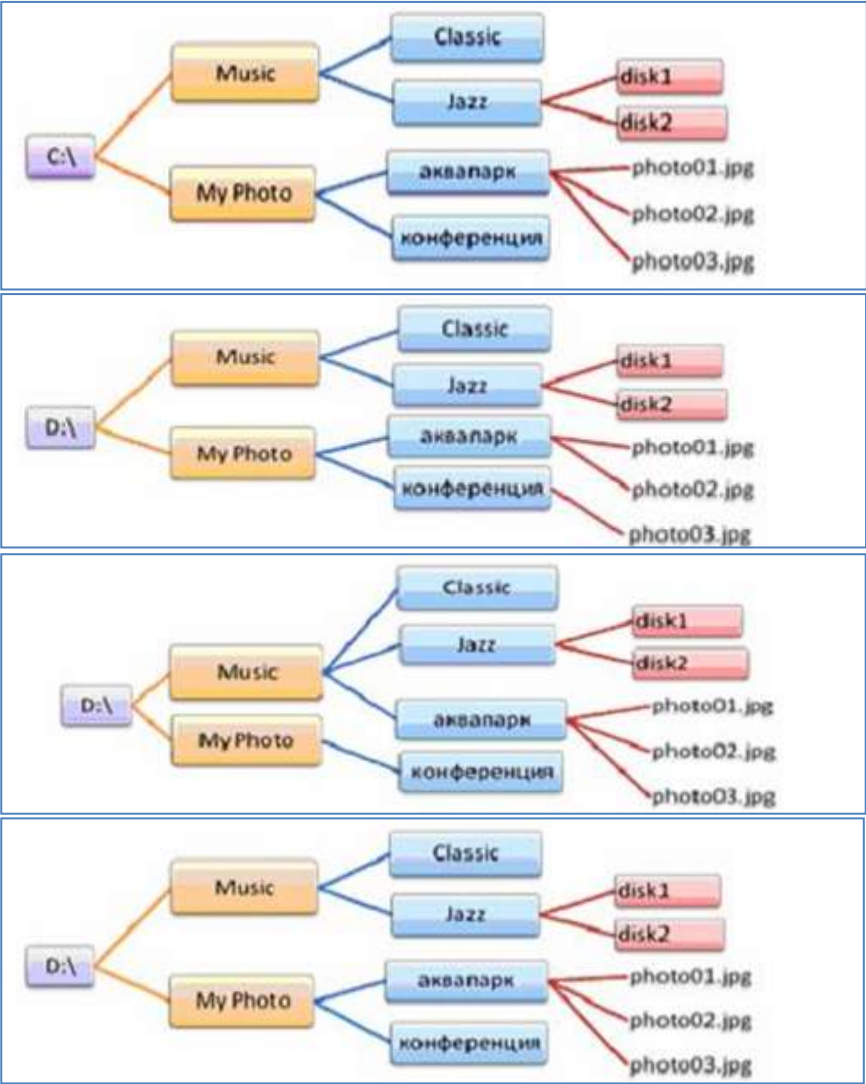 Classic
Music
disk1
Jazz
disk2
C:\
аквапарк
photo01.jpg
My Photo
photo02.jpg
конференция
photo03.jpg
Classic
Music
disk1
Jazz
disk2
D:\
аквапарк
photo01.jpg
My Photo
photo02.jpg
конференция
photo03.jpg
Classic
disk1
Jazz
disk2
Music
D:\
photo01.jpg
аквапарк
My Photo
photo02.jpg
конференция
photo03.jpg
Classic
Music
disk1
Jazz
disk2
D:\
аквапарк
photo01.jpg
My Photo
photo02.jpg
конференция
photo03.jpg